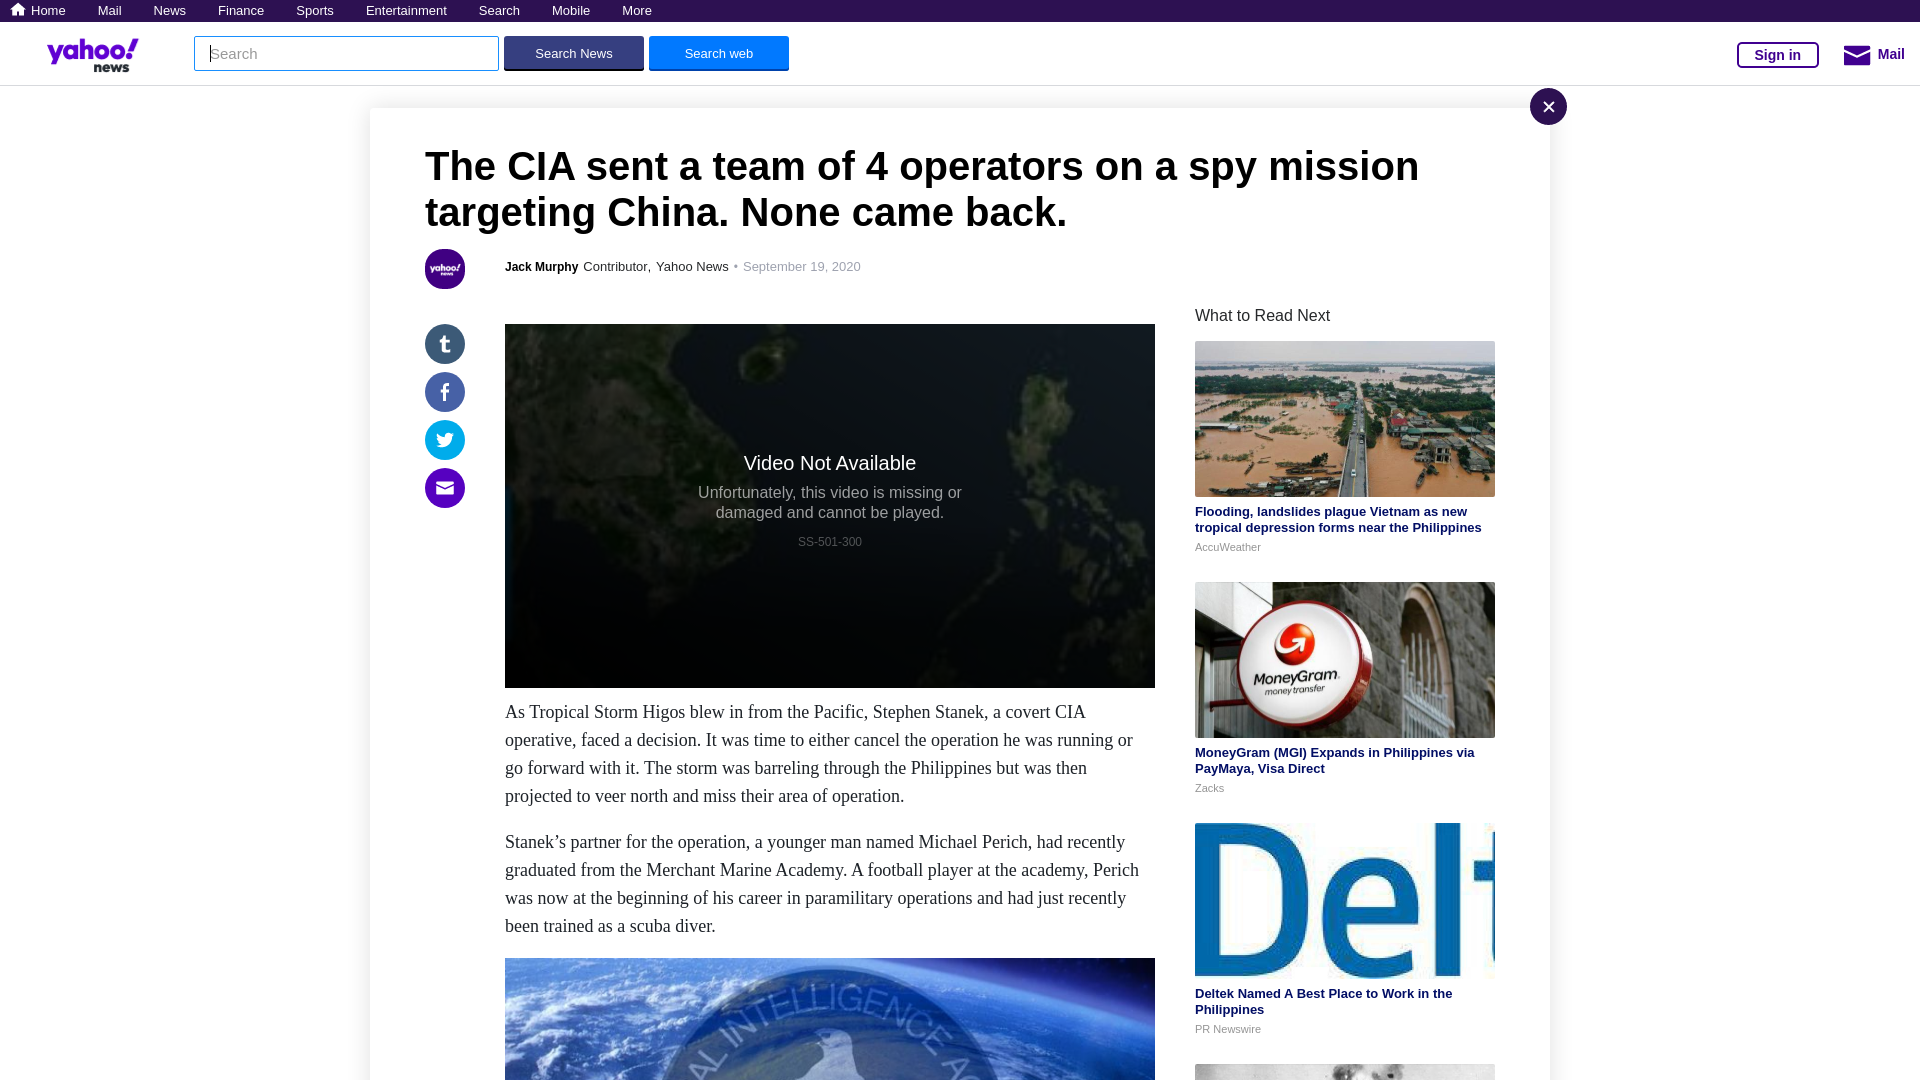 Home Mail News Finance Sports Entertainment Search Mobile More
yahoo!
news
Search
Search News
Search web
Sign in
Mail
The CIA sent a team of 4 operators on a spy mission
targeting China. None came back.
yahoo!
news
Jack Murphy Contributor, Yahoo News • September 19, 2020
Video Not Available
Unfortunately, this video is missing or
damaged and cannot be played.
SS-501-300
As Tropical Storm Higos blew in from the Pacific, Stephen Stanek, a covert CIA
operative, faced a decision. It was time to either cancel the operation he was running or
go forward with it. The storm was barreling through the Philippines but was then
projected to veer north and miss their area of operation.
Stanek’s partner for the operation, a younger man named Michael Perich, had recently
graduated from the Merchant Marine Academy. A football player at the academy, Perich
was now at the beginning of his career in paramilitary operations and had just recently
been trained as a scuba diver.
AL INTELLIGENCE AG
What to Read Next
Flooding, landslides plague Vietnam as new
tropical depression forms near the Philippines
AccuWeather
MoneyGram
money transfer
MoneyGram (MGI) Expands in Philippines via
PayMaya, Visa Direct
Zacks
Delt
Deltek Named A Best Place to Work in the
Philippines
PR Newswire